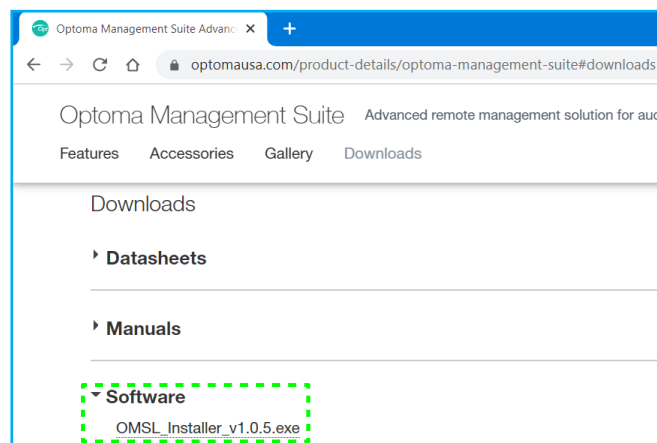 Optoma Management Suite Advanc
optomausa.com/product-details/optoma-management-suite#downloads
Optoma Management Suite Advanced remote management solution for aud
Features Accessories Gallery Downloads
Downloads
Datasheets
Manuals
Software
OMSL_Installer_v1.0.5.exe